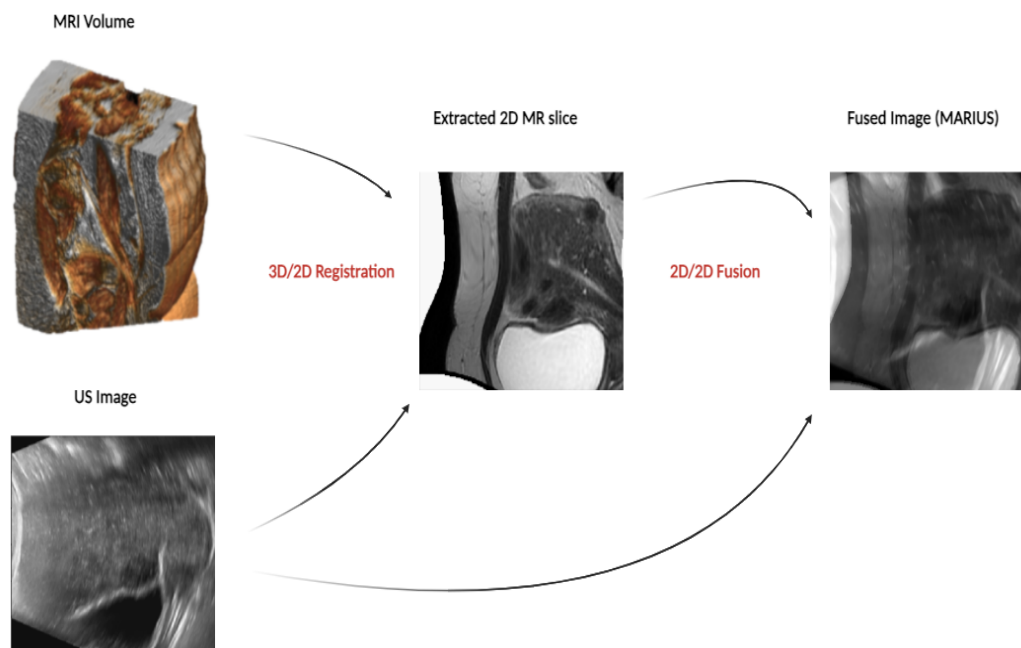 MRI Volume
Extracted 2D MR slice
Fused Image (MARIUS)
3D/2D Registration
2D/2D Fusion
US Image